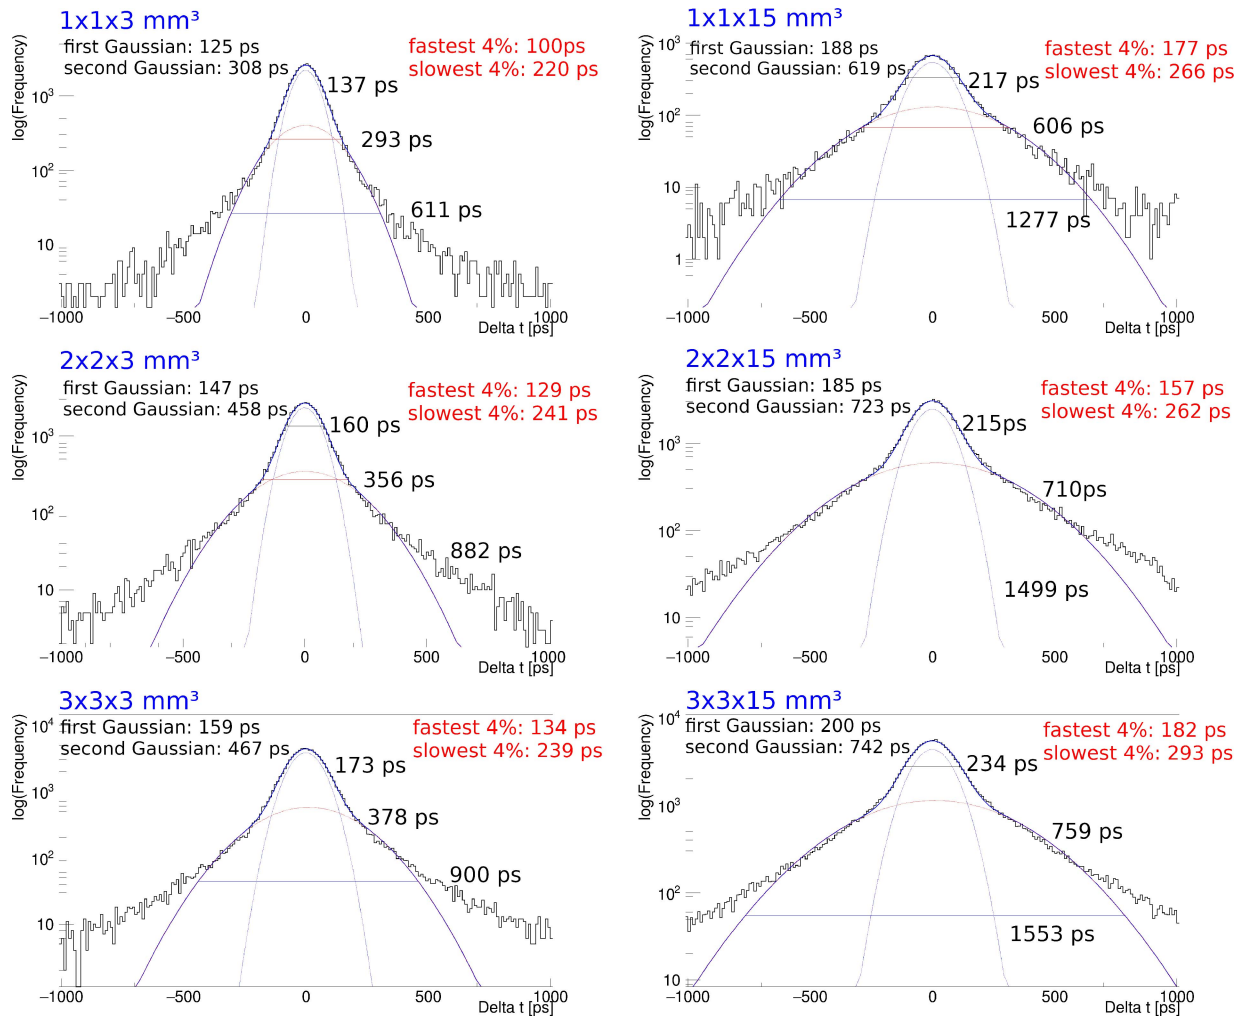 1x1x3 mm³
first Gaussian: 125 ps
second Gaussian: 308 ps
fastest 4%: 100ps
slowest 4%: 220 ps
137 ps
293 ps
611 ps
log(Frequency)
10³
10²
10
−1000 −500 0 500 1000
Delta t [ps]
1x1x15 mm³
first Gaussian: 188 ps
second Gaussian: 619 ps
fastest 4%: 177 ps
slowest 4%: 266 ps
217 ps
606 ps
1277 ps
log(Frequency)
10³
10²
10
1
−1000 −500 0 500 1000
Delta t [ps]
2x2x3 mm³
first Gaussian: 147 ps
second Gaussian: 458 ps
fastest 4%: 129 ps
slowest 4%: 241 ps
160 ps
356 ps
882 ps
log(Frequency)
10³
10²
10
−1000 −500 0 500 1000
Delta t [ps]
2x2x15 mm³
first Gaussian: 185 ps
second Gaussian: 723 ps
fastest 4%: 157 ps
slowest 4%: 262 ps
215ps
710ps
1499 ps
log(Frequency)
10³
10²
10
−1000 −500 0 500 1000
Delta t [ps]
3x3x3 mm³
first Gaussian: 159 ps
second Gaussian: 467 ps
fastest 4%: 134 ps
slowest 4%: 239 ps
173 ps
378 ps
900 ps
log(Frequency)
10⁴
10³
10²
10
−1000 −500 0 500 1000
Delta t [ps]
3x3x15 mm³
first Gaussian: 200 ps
second Gaussian: 742 ps
fastest 4%: 182 ps
slowest 4%: 293 ps
234 ps
759 ps
1553 ps
log(Frequency)
10⁴
10³
10²
10
−1000 −500 0 500 1000
Delta t [ps]